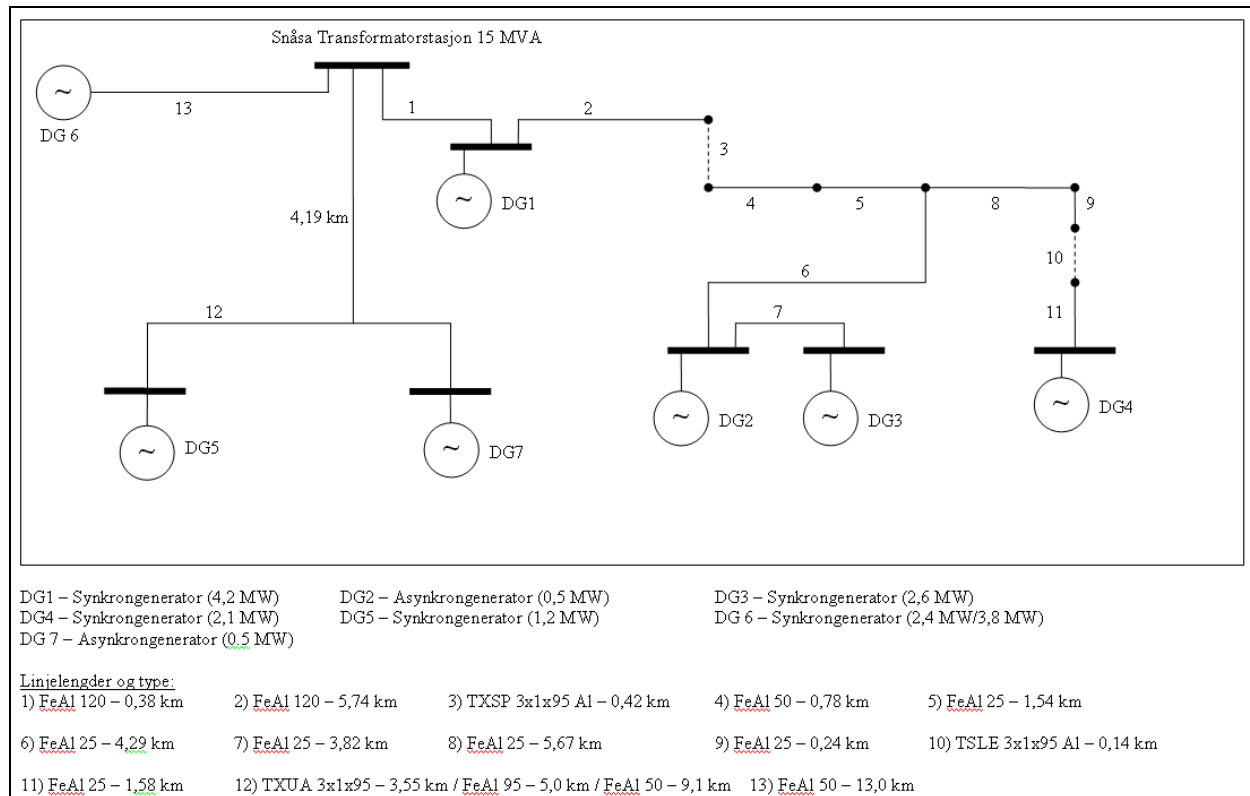 Snåsa Transformatorstasjon 15 MVA
~
DG 6
13
1
2
3
~
DG1
4
5
8
9
4,19 km
10
6
12
7
11
~
DG5
~
DG7
~
DG2
~
DG3
~
DG4
DG1 – Synkrongenerator (4,2 MW) DG2 – Asynkrongenerator (0,5 MW) DG3 – Synkrongenerator (2,6 MW)
DG4 – Synkrongenerator (2,1 MW) DG5 – Synkrongenerator (1,2 MW) DG 6 – Synkrongenerator (2,4 MW/3,8 MW)
DG 7 – Asynkrongenerator (0.5 MW)
Linjelengder og type:
1) FeAl 120 – 0,38 km 2) FeAl 120 – 5,74 km 3) TXSP 3x1x95 Al – 0,42 km 4) FeAl 50 – 0,78 km 5) FeAl 25 – 1,54 km
6) FeAl 25 – 4,29 km 7) FeAl 25 – 3,82 km 8) FeAl 25 – 5,67 km 9) FeAl 25 – 0,24 km 10) TSLE 3x1x95 Al – 0,14 km
11) FeAl 25 – 1,58 km 12) TXUA 3x1x95 – 3,55 km / FeAl 95 – 5,0 km / FeAl 50 – 9,1 km 13) FeAl 50 – 13,0 km